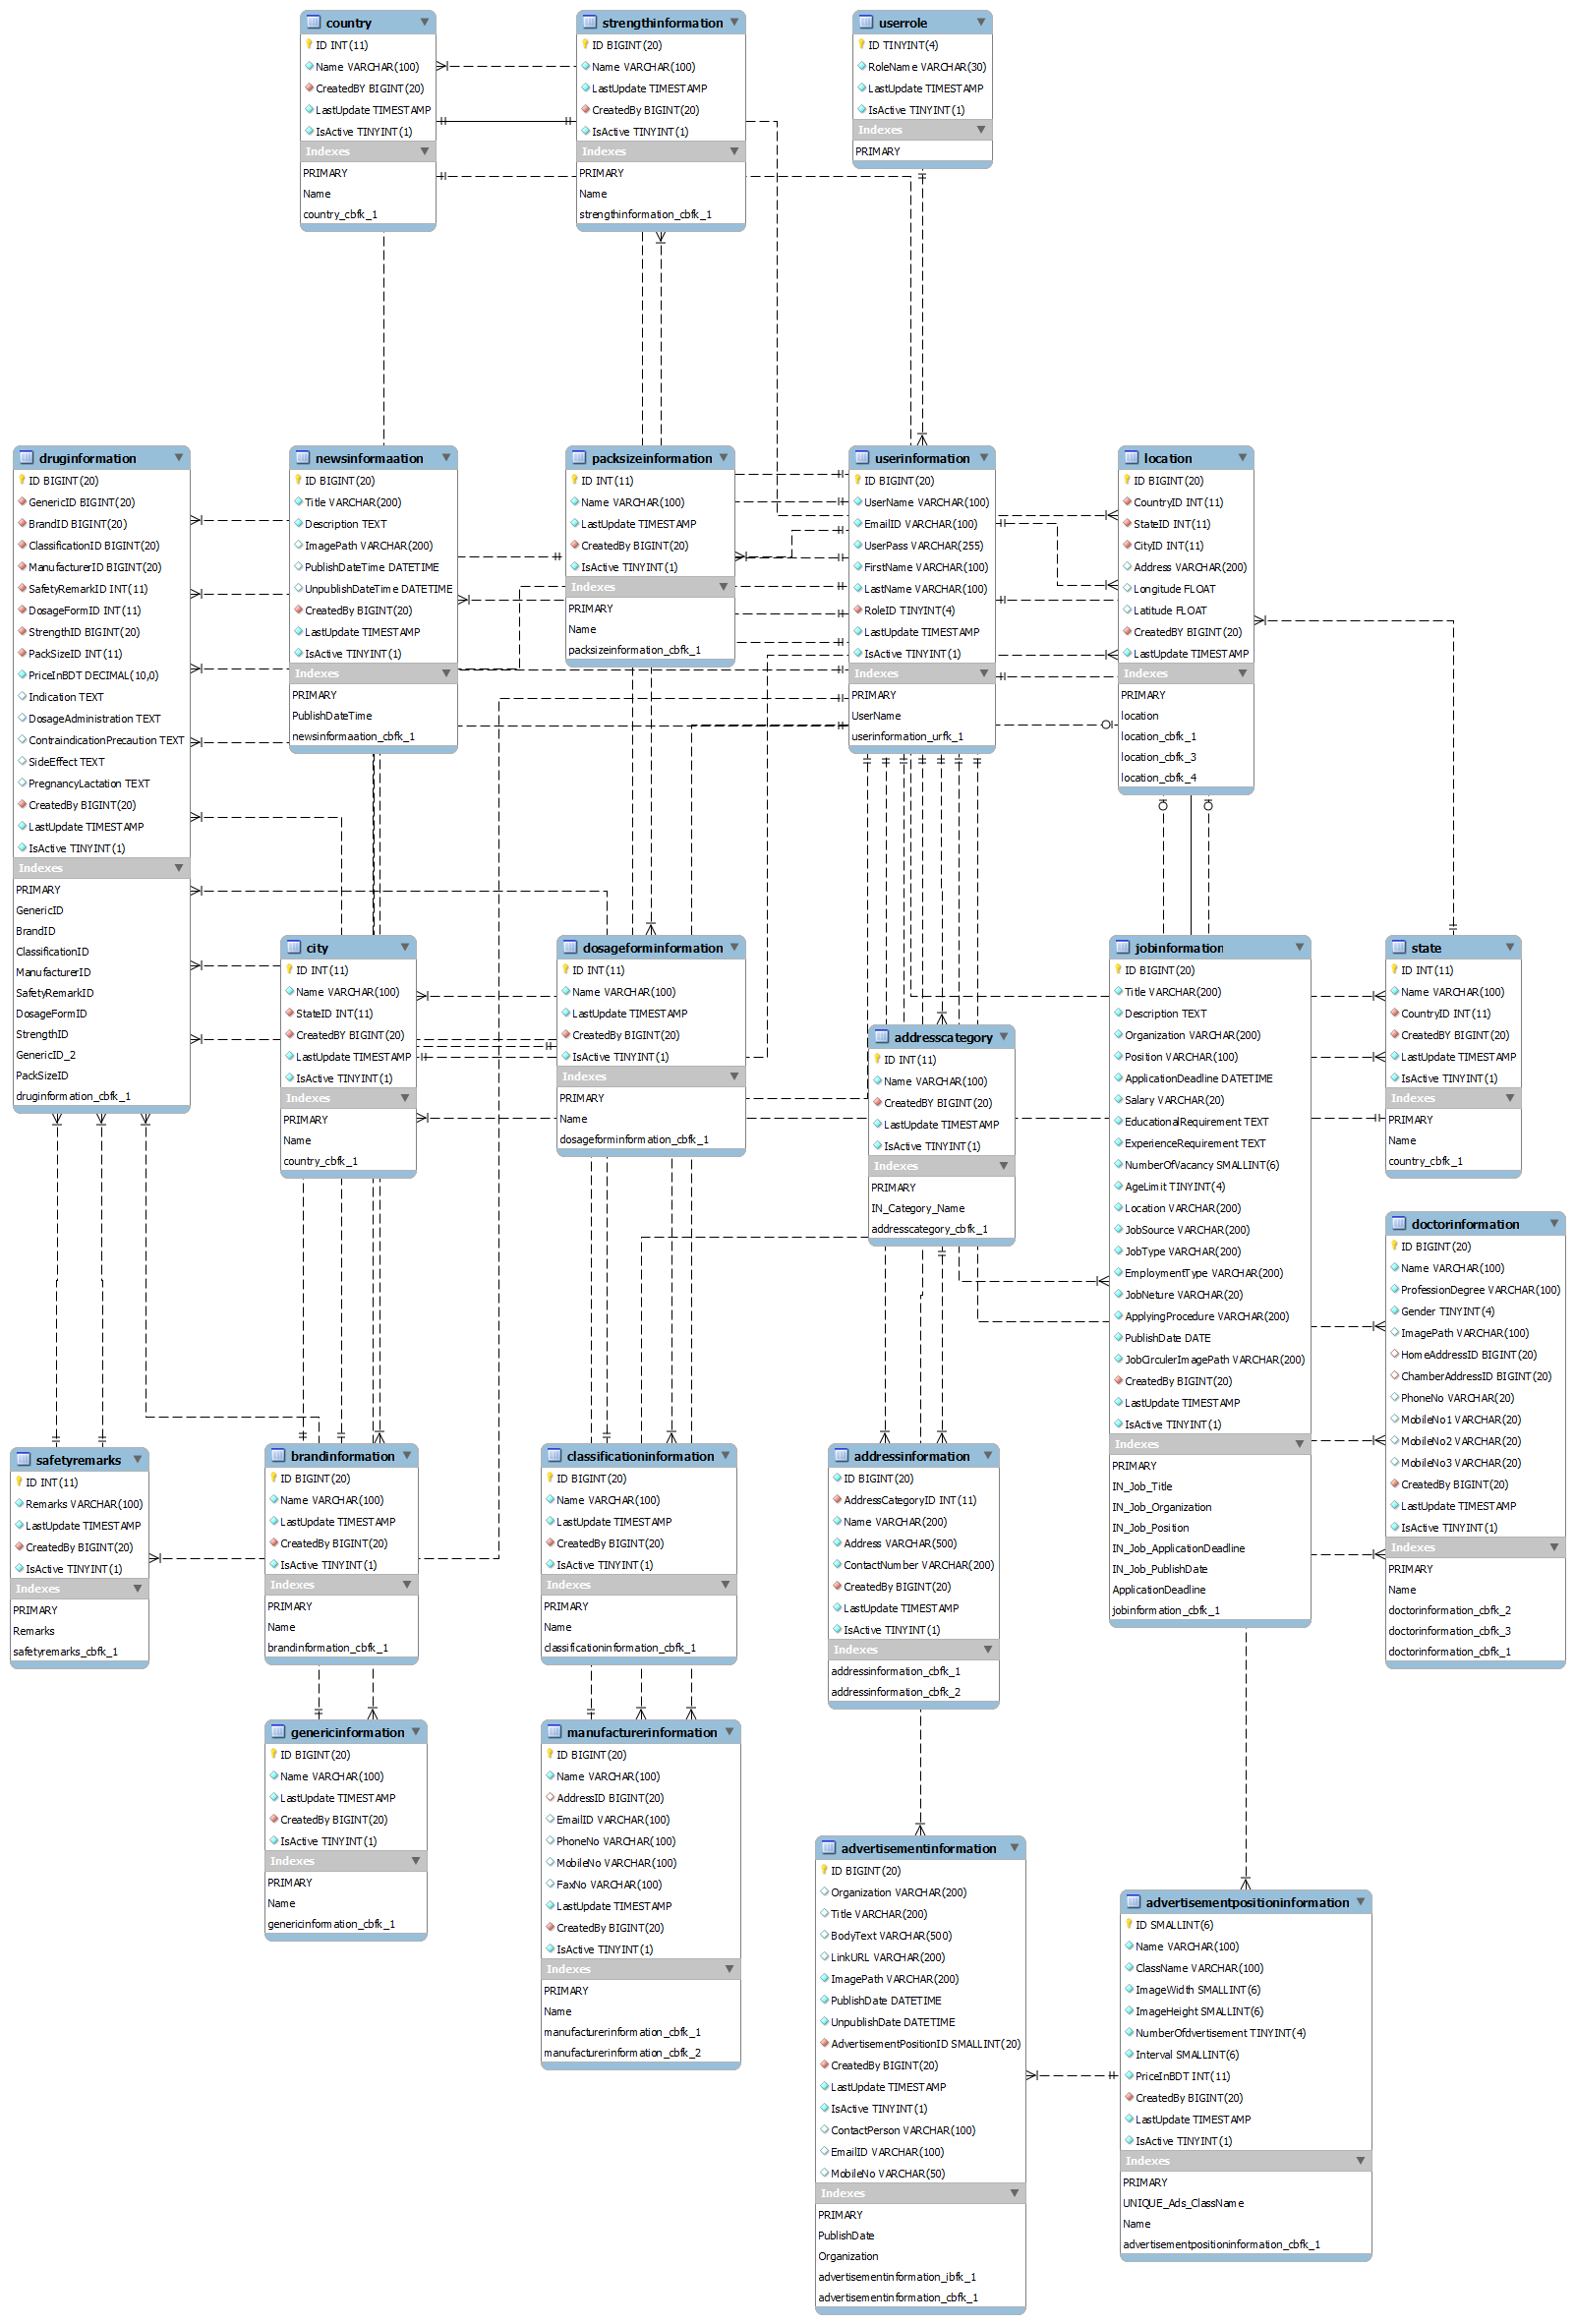 country
ID INT(11)
Name VARCHAR(100)
CreatedBY BIGINT(20)
LastUpdate TIMESTAMP
IsActive TINYINT(1)
Indexes
PRIMARY
Name
country_cbfk_1
strengthinformation
ID BIGINT(20)
Name VARCHAR(100)
LastUpdate TIMESTAMP
CreatedBy BIGINT(20)
IsActive TINYINT(1)
Indexes
PRIMARY
Name
strengthinformation_cbfk_1
userrole
ID TINYINT(4)
RoleName VARCHAR(30)
LastUpdate TIMESTAMP
IsActive TINYINT(1)
Indexes
PRIMARY
druginformation
ID BIGINT(20)
GenericID BIGINT(20)
BrandID BIGINT(20)
ClassificationID BIGINT(20)
ManufacturerID BIGINT(20)
SafetyRemarkID INT(11)
DosageFormID INT(11)
StrengthID BIGINT(20)
PackSizeID INT(11)
PriceInBDT DECIMAL(10,0)
Indication TEXT
DosageAdministration TEXT
ContraindicationPrecaution TEXT
SideEffect TEXT
PregnancyLactation TEXT
CreatedBy BIGINT(20)
LastUpdate TIMESTAMP
IsActive TINYINT(1)
Indexes
PRIMARY
GenericID
BrandID
ClassificationID
ManufacturerID
SafetyRemarkID
DosageFormID
StrengthID
GenericID_2
PackSizeID
druginformation_cbfk_1
newsinformaation
ID BIGINT(20)
Title VARCHAR(200)
Description TEXT
ImagePath VARCHAR(200)
PublishDateTime DATETIME
UnpublishDateTime DATETIME
CreatedBy BIGINT(20)
LastUpdate TIMESTAMP
IsActive TINYINT(1)
Indexes
PRIMARY
PublishDateTime
newsinformaation_cbfk_1
packsizeinformation
ID INT(11)
Name VARCHAR(100)
LastUpdate TIMESTAMP
CreatedBy BIGINT(20)
IsActive TINYINT(1)
Indexes
PRIMARY
Name
packsizeinformation_cbfk_1
userinformation
ID BIGINT(20)
UserName VARCHAR(100)
EmailID VARCHAR(100)
UserPass VARCHAR(255)
FirstName VARCHAR(100)
LastName VARCHAR(100)
RoleID TINYINT(4)
LastUpdate TIMESTAMP
IsActive TINYINT(1)
Indexes
PRIMARY
UserName
userinformation_urfk_1
location
ID BIGINT(20)
CountryID INT(11)
StateID INT(11)
CityID INT(11)
Address VARCHAR(200)
Longitude FLOAT
Latitude FLOAT
CreatedBY BIGINT(20)
LastUpdate TIMESTAMP
Indexes
PRIMARY
location
location_cbfk_1
location_cbfk_3
location_cbfk_4
city
ID INT(11)
Name VARCHAR(100)
StateID INT(11)
CreatedBY BIGINT(20)
LastUpdate TIMESTAMP
IsActive TINYINT(1)
Indexes
PRIMARY
Name
country_cbfk_1
dosageforminformation
ID INT(11)
Name VARCHAR(100)
LastUpdate TIMESTAMP
CreatedBy BIGINT(20)
IsActive TINYINT(1)
Indexes
PRIMARY
Name
dosageforminformation_cbfk_1
addresscategory
ID INT(11)
Name VARCHAR(100)
CreatedBY BIGINT(20)
LastUpdate TIMESTAMP
IsActive TINYINT(1)
Indexes
PRIMARY
IN_Category_Name
addresscategory_cbfk_1
jobinformation
ID BIGINT(20)
Title VARCHAR(200)
Description TEXT
Organization VARCHAR(200)
Position VARCHAR(100)
ApplicationDeadline DATETIME
Salary VARCHAR(20)
EducationalRequirement TEXT
ExperienceRequirement TEXT
NumberOfVacancy SMALLINT(6)
AgeLimit TINYINT(4)
Location VARCHAR(200)
JobSource VARCHAR(200)
JobType VARCHAR(200)
EmploymentType VARCHAR(200)
JobNeture VARCHAR(20)
ApplyingProcedure VARCHAR(200)
PublishDate DATE
JobCirculerImagePath VARCHAR(200)
CreatedBy BIGINT(20)
LastUpdate TIMESTAMP
IsActive TINYINT(1)
Indexes
PRIMARY
IN_Job_Title
IN_Job_Organization
IN_Job_Position
IN_Job_ApplicationDeadline
IN_Job_PublishDate
ApplicationDeadline
jobinformation_cbfk_1
state
ID INT(11)
Name VARCHAR(100)
CountryID INT(11)
CreatedBY BIGINT(20)
LastUpdate TIMESTAMP
IsActive TINYINT(1)
Indexes
PRIMARY
Name
country_cbfk_1
doctorinformation
ID BIGINT(20)
Name VARCHAR(100)
ProfessionDegree VARCHAR(100)
Gender TINYINT(4)
ImagePath VARCHAR(100)
HomeAddressID BIGINT(20)
ChamberAddressID BIGINT(20)
PhoneNo VARCHAR(20)
MobileNo1 VARCHAR(20)
MobileNo2 VARCHAR(20)
MobileNo3 VARCHAR(20)
CreatedBy BIGINT(20)
LastUpdate TIMESTAMP
IsActive TINYINT(1)
Indexes
PRIMARY
Name
doctorinformation_cbfk_2
doctorinformation_cbfk_3
doctorinformation_cbfk_1
safetyremarks
ID INT(11)
Remarks VARCHAR(100)
LastUpdate TIMESTAMP
CreatedBy BIGINT(20)
IsActive TINYINT(1)
Indexes
PRIMARY
Remarks
safetyremarks_cbfk_1
brandinformation
ID BIGINT(20)
Name VARCHAR(100)
LastUpdate TIMESTAMP
CreatedBy BIGINT(20)
IsActive TINYINT(1)
Indexes
PRIMARY
Name
brandinformation_cbfk_1
classificationinformation
ID BIGINT(20)
Name VARCHAR(100)
LastUpdate TIMESTAMP
CreatedBy BIGINT(20)
IsActive TINYINT(1)
Indexes
PRIMARY
Name
classificationinformation_cbfk_1
addressinformation
ID BIGINT(20)
AddressCategoryID INT(11)
Name VARCHAR(200)
Address VARCHAR(500)
ContactNumber VARCHAR(200)
CreatedBy BIGINT(20)
LastUpdate TIMESTAMP
IsActive TINYINT(1)
Indexes
addressinformation_cbfk_1
addressinformation_cbfk_2
genericinformation
ID BIGINT(20)
Name VARCHAR(100)
LastUpdate TIMESTAMP
CreatedBy BIGINT(20)
IsActive TINYINT(1)
Indexes
PRIMARY
Name
genericinformation_cbfk_1
manufacturerinformation
ID BIGINT(20)
Name VARCHAR(100)
AddressID BIGINT(20)
EmailID VARCHAR(100)
PhoneNo VARCHAR(100)
MobileNo VARCHAR(100)
FaxNo VARCHAR(100)
LastUpdate TIMESTAMP
CreatedBy BIGINT(20)
IsActive TINYINT(1)
Indexes
PRIMARY
Name
manufacturerinformation_cbfk_1
manufacturerinformation_cbfk_2
advertisementinformation
ID BIGINT(20)
Organization VARCHAR(200)
Title VARCHAR(200)
BodyText VARCHAR(500)
LinkURL VARCHAR(200)
ImagePath VARCHAR(200)
PublishDate DATETIME
UnpublishDate DATETIME
AdvertisementPositionID SMALLINT(20)
CreatedBy BIGINT(20)
LastUpdate TIMESTAMP
IsActive TINYINT(1)
ContactPerson VARCHAR(100)
EmailID VARCHAR(100)
MobileNo VARCHAR(50)
Indexes
PRIMARY
PublishDate
Organization
advertisementinformation_ibfk_1
advertisementinformation_cbfk_1
advertisementpositioninformation
ID SMALLINT(6)
Name VARCHAR(100)
ClassName VARCHAR(100)
ImageWidth SMALLINT(6)
ImageHeight SMALLINT(6)
NumberOfdvertisement TINYINT(4)
Interval SMALLINT(6)
PriceInBDT INT(11)
CreatedBy BIGINT(20)
LastUpdate TIMESTAMP
IsActive TINYINT(1)
Indexes
PRIMARY
UNIQUE_Ads_ClassName
Name
advertisementpositioninformation_cbfk_1